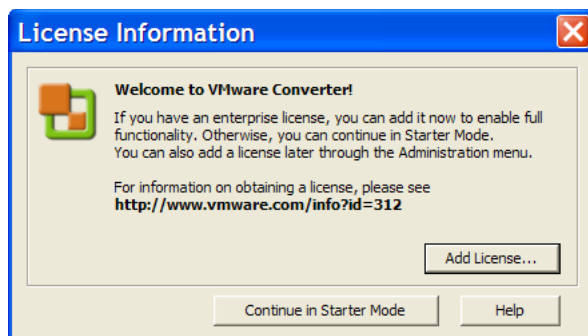 License Information
Welcome to VMware Converter!
If you have an enterprise license, you can add it now to enable full
functionality. Otherwise, you can continue in Starter Mode.
You can also add a license later through the Administration menu.
For information on obtaining a license, please see
http://www.vmware.com/info?id=312
Add License...
Continue in Starter Mode
Help